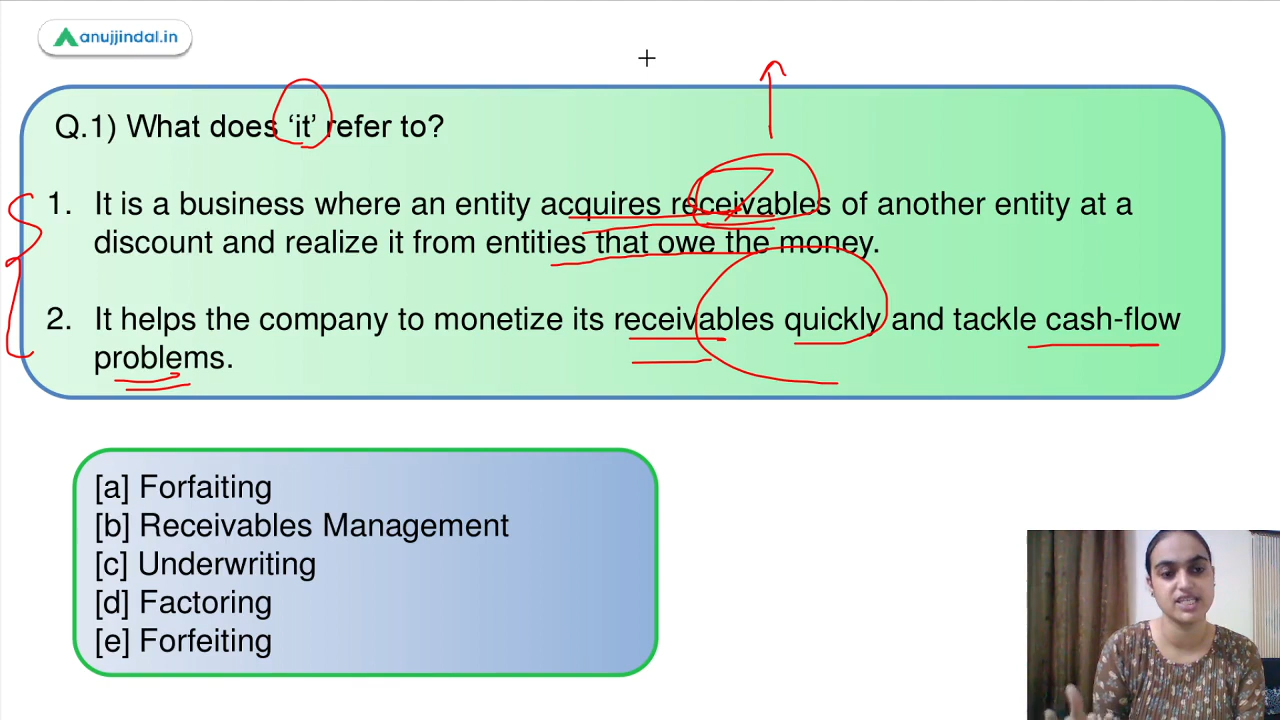 anujjindal.in
Q.1) What does ‘it’ refer to?
1. It is a business where an entity acquires receivables of another entity at a
discount and realize it from entities that owe the money.
2. It helps the company to monetize its receivables quickly and tackle cash-flow
problems.
[a] Forfaiting
[b] Receivables Management
[c] Underwriting
[d] Factoring
[e] Forfeiting